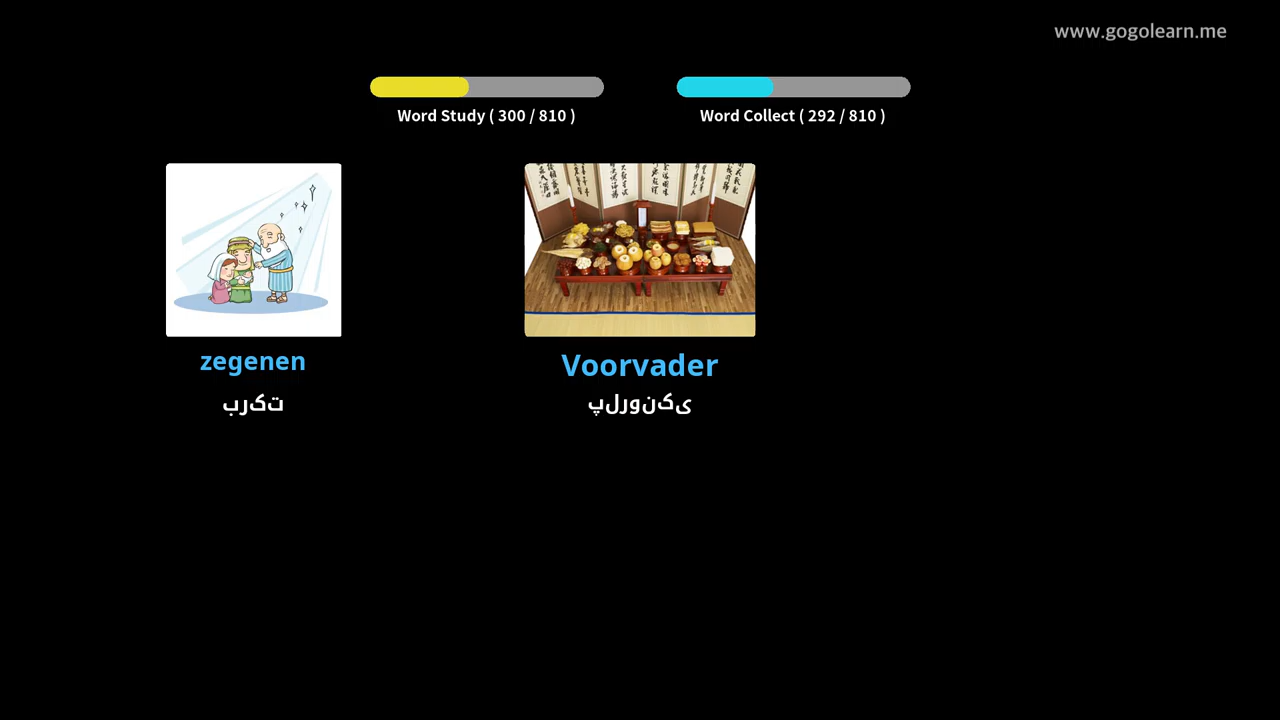 www.gogolearn.me
Word Study ( 300 / 810 )
Word Collect ( 292 / 810 )
zegenen
تکرب
Voorvader
یکنورلپ